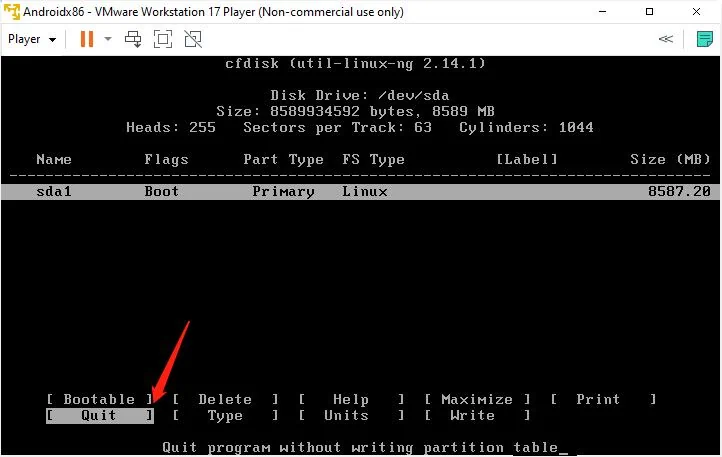 Androidx86 - VMware Workstation 17 Player (Non-commercial use only)
Player
cfdisk (util-linux-ng 2.14.1)
Disk Drive: /dev/sda
Size: 8589934592 bytes, 8589 MB
Heads: 255 Sectors per Track: 63 Cylinders: 1044
Name Flags Part Type FS Type [Label] Size (MB)
sda1 Boot Primary Linux 8587.20
[ Bootable ] [ Delete ] [ Help ] [ Maximize ] [ Print ]
[ Quit ] [ Type ] [ Units ] [ Write ]
Quit program without writing partition table_